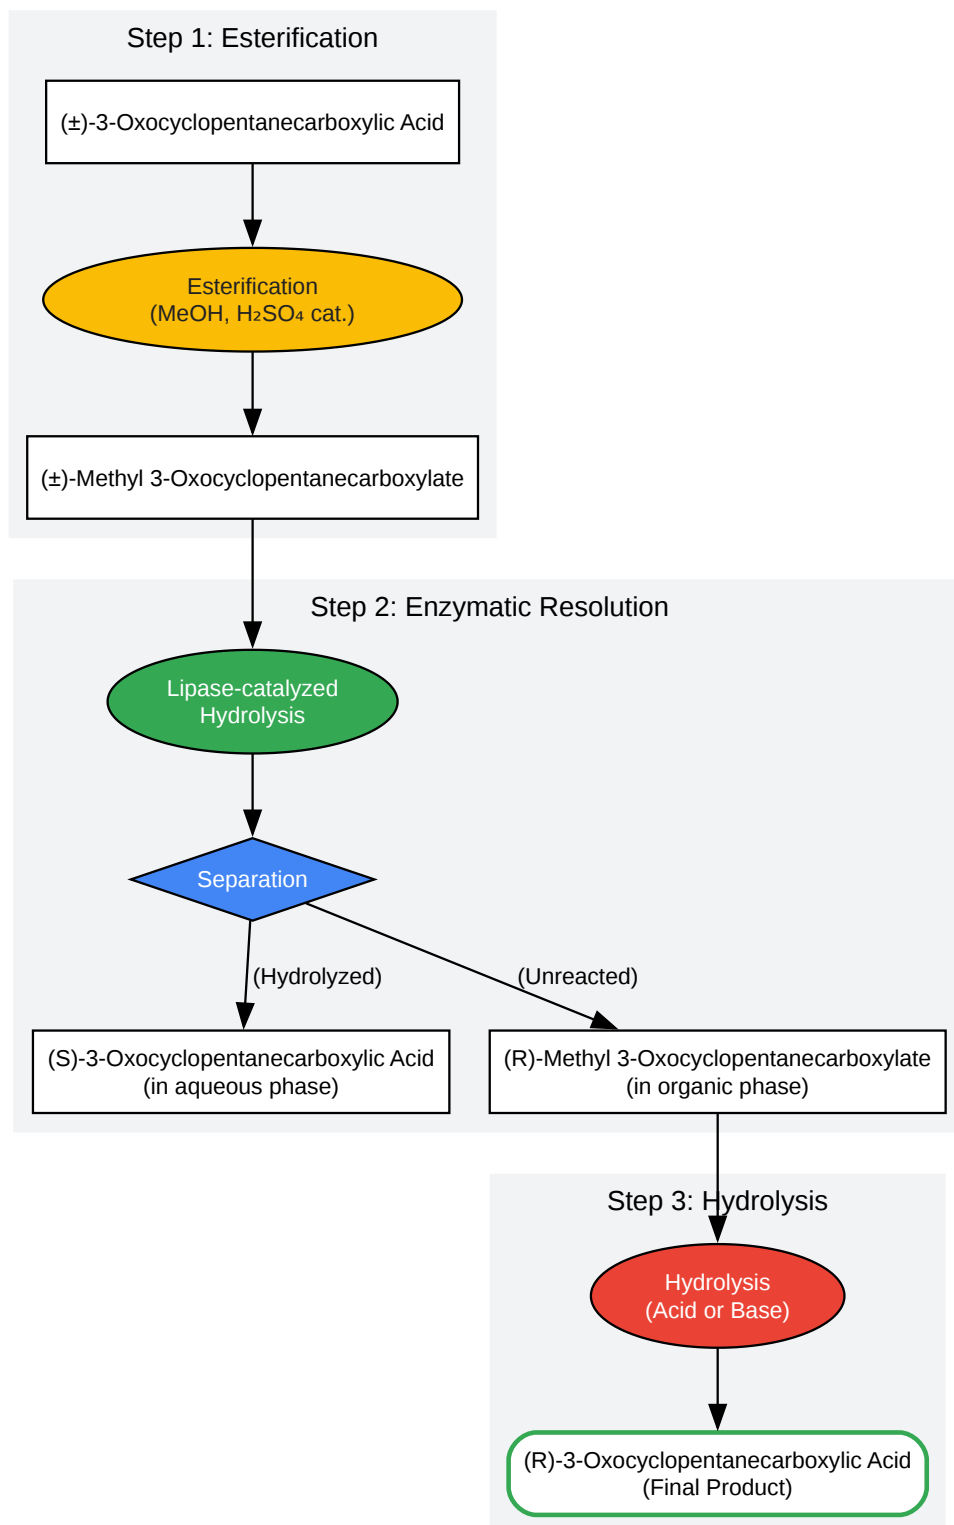 Step 1: Esterification
(±)-3-Oxocyclopentanecarboxylic Acid
Esterification
(MeOH, H₂SO₄ cat.)
(±)-Methyl 3-Oxocyclopentanecarboxylate
Step 2: Enzymatic Resolution
Lipase-catalyzed
Hydrolysis
Separation
(Hydrolyzed)
(Unreacted)
(S)-3-Oxocyclopentanecarboxylic Acid
(in aqueous phase)
(R)-Methyl 3-Oxocyclopentanecarboxylate
(in organic phase)
Step 3: Hydrolysis
Hydrolysis
(Acid or Base)
(R)-3-Oxocyclopentanecarboxylic Acid
(Final Product)